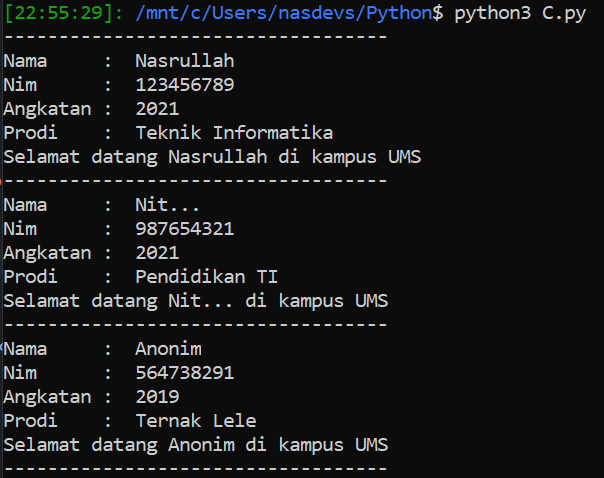 [22:55:29]: /mnt/c/Users/nasdevs/Python$ python3 C.py
-----------------------------------
Nama     :  Nasrullah
Nim      :  123456789
Angkatan :  2021
Prodi    :  Teknik Informatika
Selamat datang Nasrullah di kampus UMS
-----------------------------------
Nama     :  Nit...
Nim      :  987654321
Angkatan :  2021
Prodi    :  Pendidikan TI
Selamat datang Nit... di kampus UMS
-----------------------------------
Nama     :  Anonim
Nim      :  564738291
Angkatan :  2019
Prodi    :  Ternak Lele
Selamat datang Anonim di kampus UMS
-----------------------------------